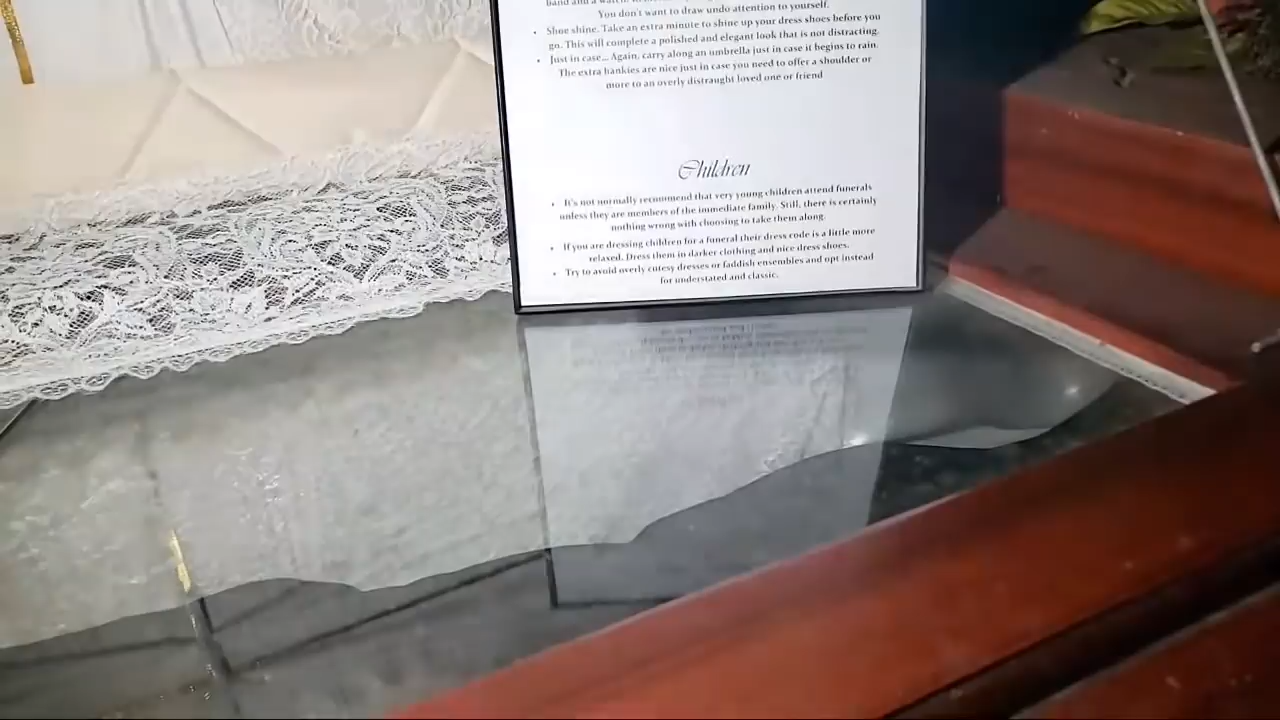 band and a watch.
You don't want to draw undo attention to yourself.
• Shoe shine. Take an extra minute to shine up your dress shoes before you
go. This will complete a polished and elegant look that is not distracting.
• Just in case... Again, carry along an umbrella just in case it begins to rain.
The extra hankies are nice just in case you need to offer a shoulder or
more to an overly distraught loved one or friend
Children
• It's not normally recommend that very young children attend funerals
unless they are members of the immediate family. Still, there is certainly
nothing wrong with choosing to take them along.
• If you are dressing children for a funeral their dress code is a little more
relaxed. Dress them in darker clothing and nice dress shoes.
• Try to avoid overly cutesy dresses or faddish ensembles and opt instead
for understated and classic.